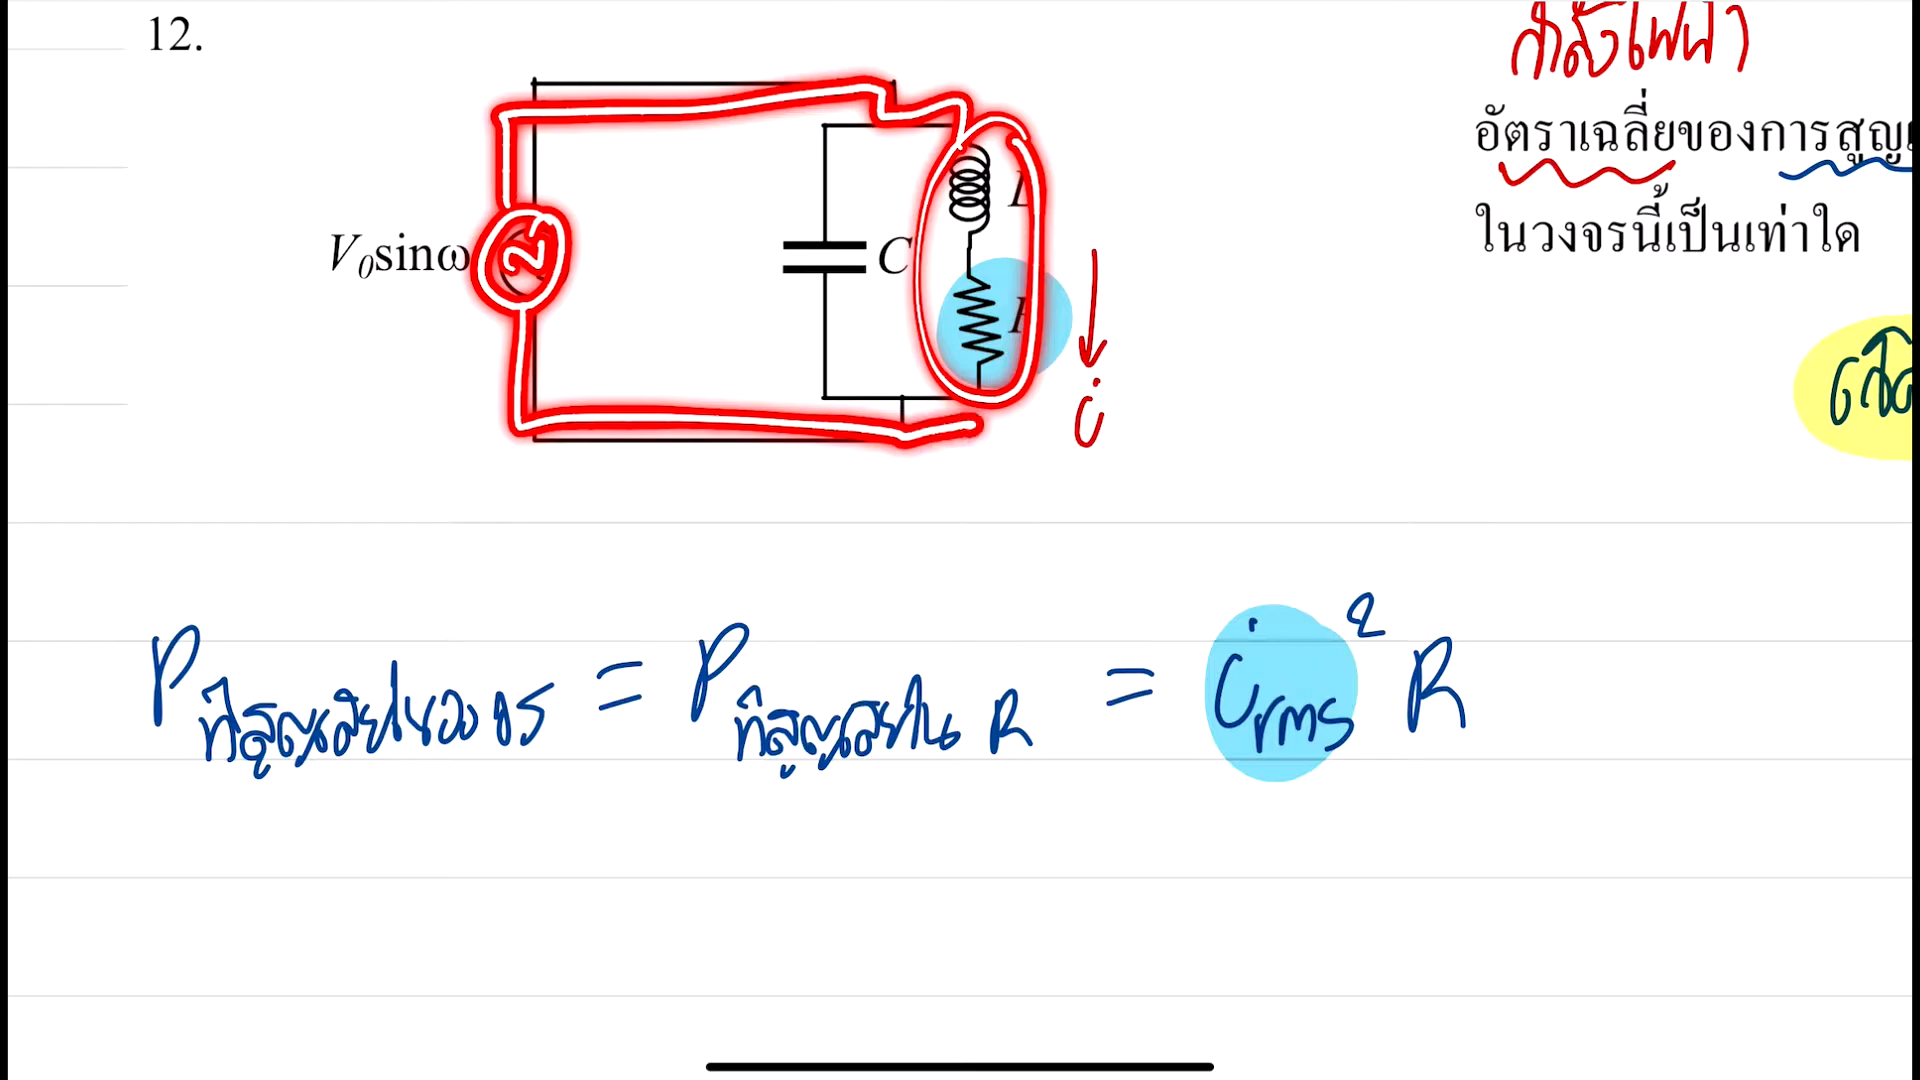 12.
กำลังไฟฟ้า
อัตราเฉลี่ยของการสูญ
ในวงจรนี้เป็นเท่าใด
V₀sinω
C
i
P ที่สูญเสียในวงจร = P ที่สูญเสียใน R = i rms ² R